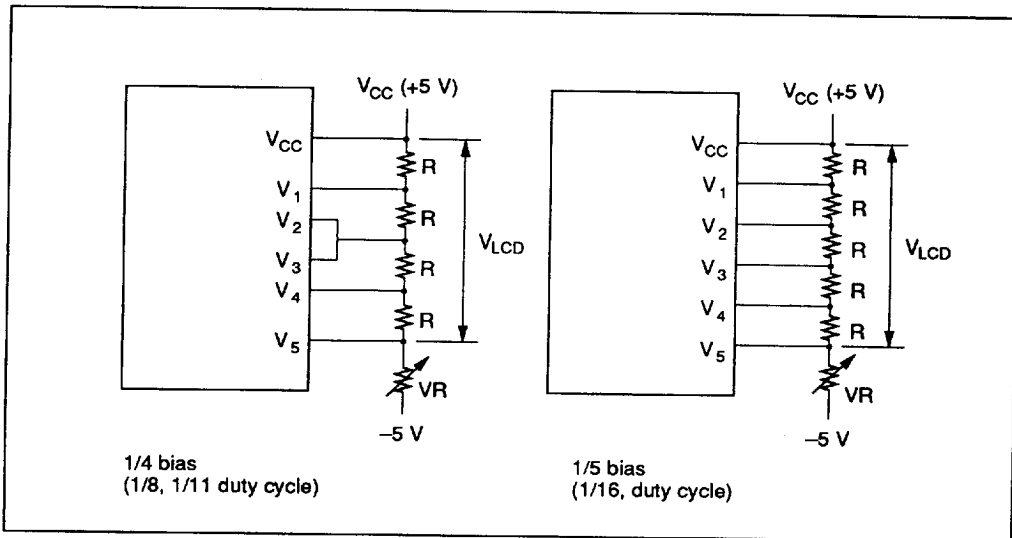 V_CC (+5 V)
V_CC
R
V_1
R
V_2
V_LCD
V_3
R
V_4
R
V_5
VR
–5 V
1/4 bias
(1/8, 1/11 duty cycle)
V_CC (+5 V)
V_CC
R
V_1
R
V_2
R
V_LCD
V_3
R
V_4
R
V_5
VR
–5 V
1/5 bias
(1/16, duty cycle)